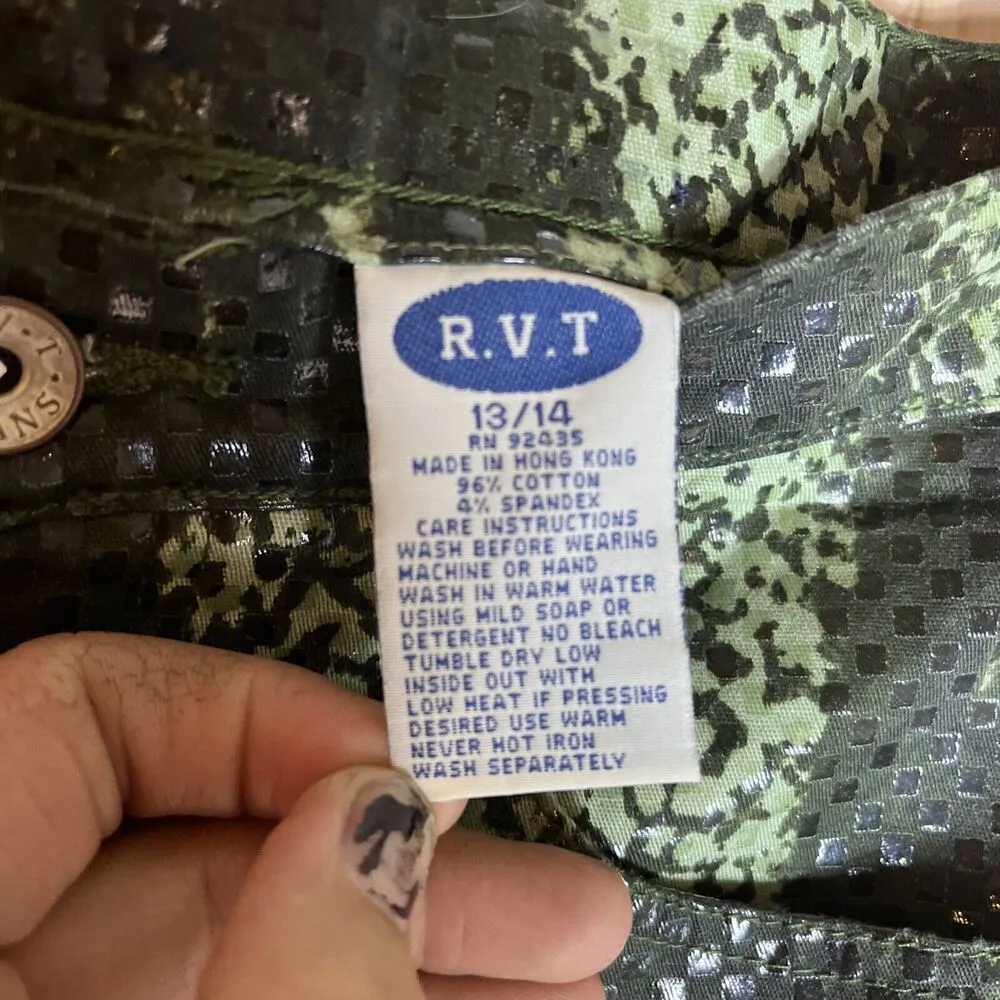 R.V.T
13/14
RN 92435
MADE IN HONG KONG
96% COTTON
4% SPANDEX
CARE INSTRUCTIONS
WASH BEFORE WEARING
MACHINE OR HAND
WASH IN WARM WATER
USING MILD SOAP OR
DETERGENT NO BLEACH
TUMBLE DRY LOW
INSIDE OUT WITH
LOW HEAT IF PRESSING
DESIRED USE WARM
NEVER HOT IRON
WASH SEPARATELY